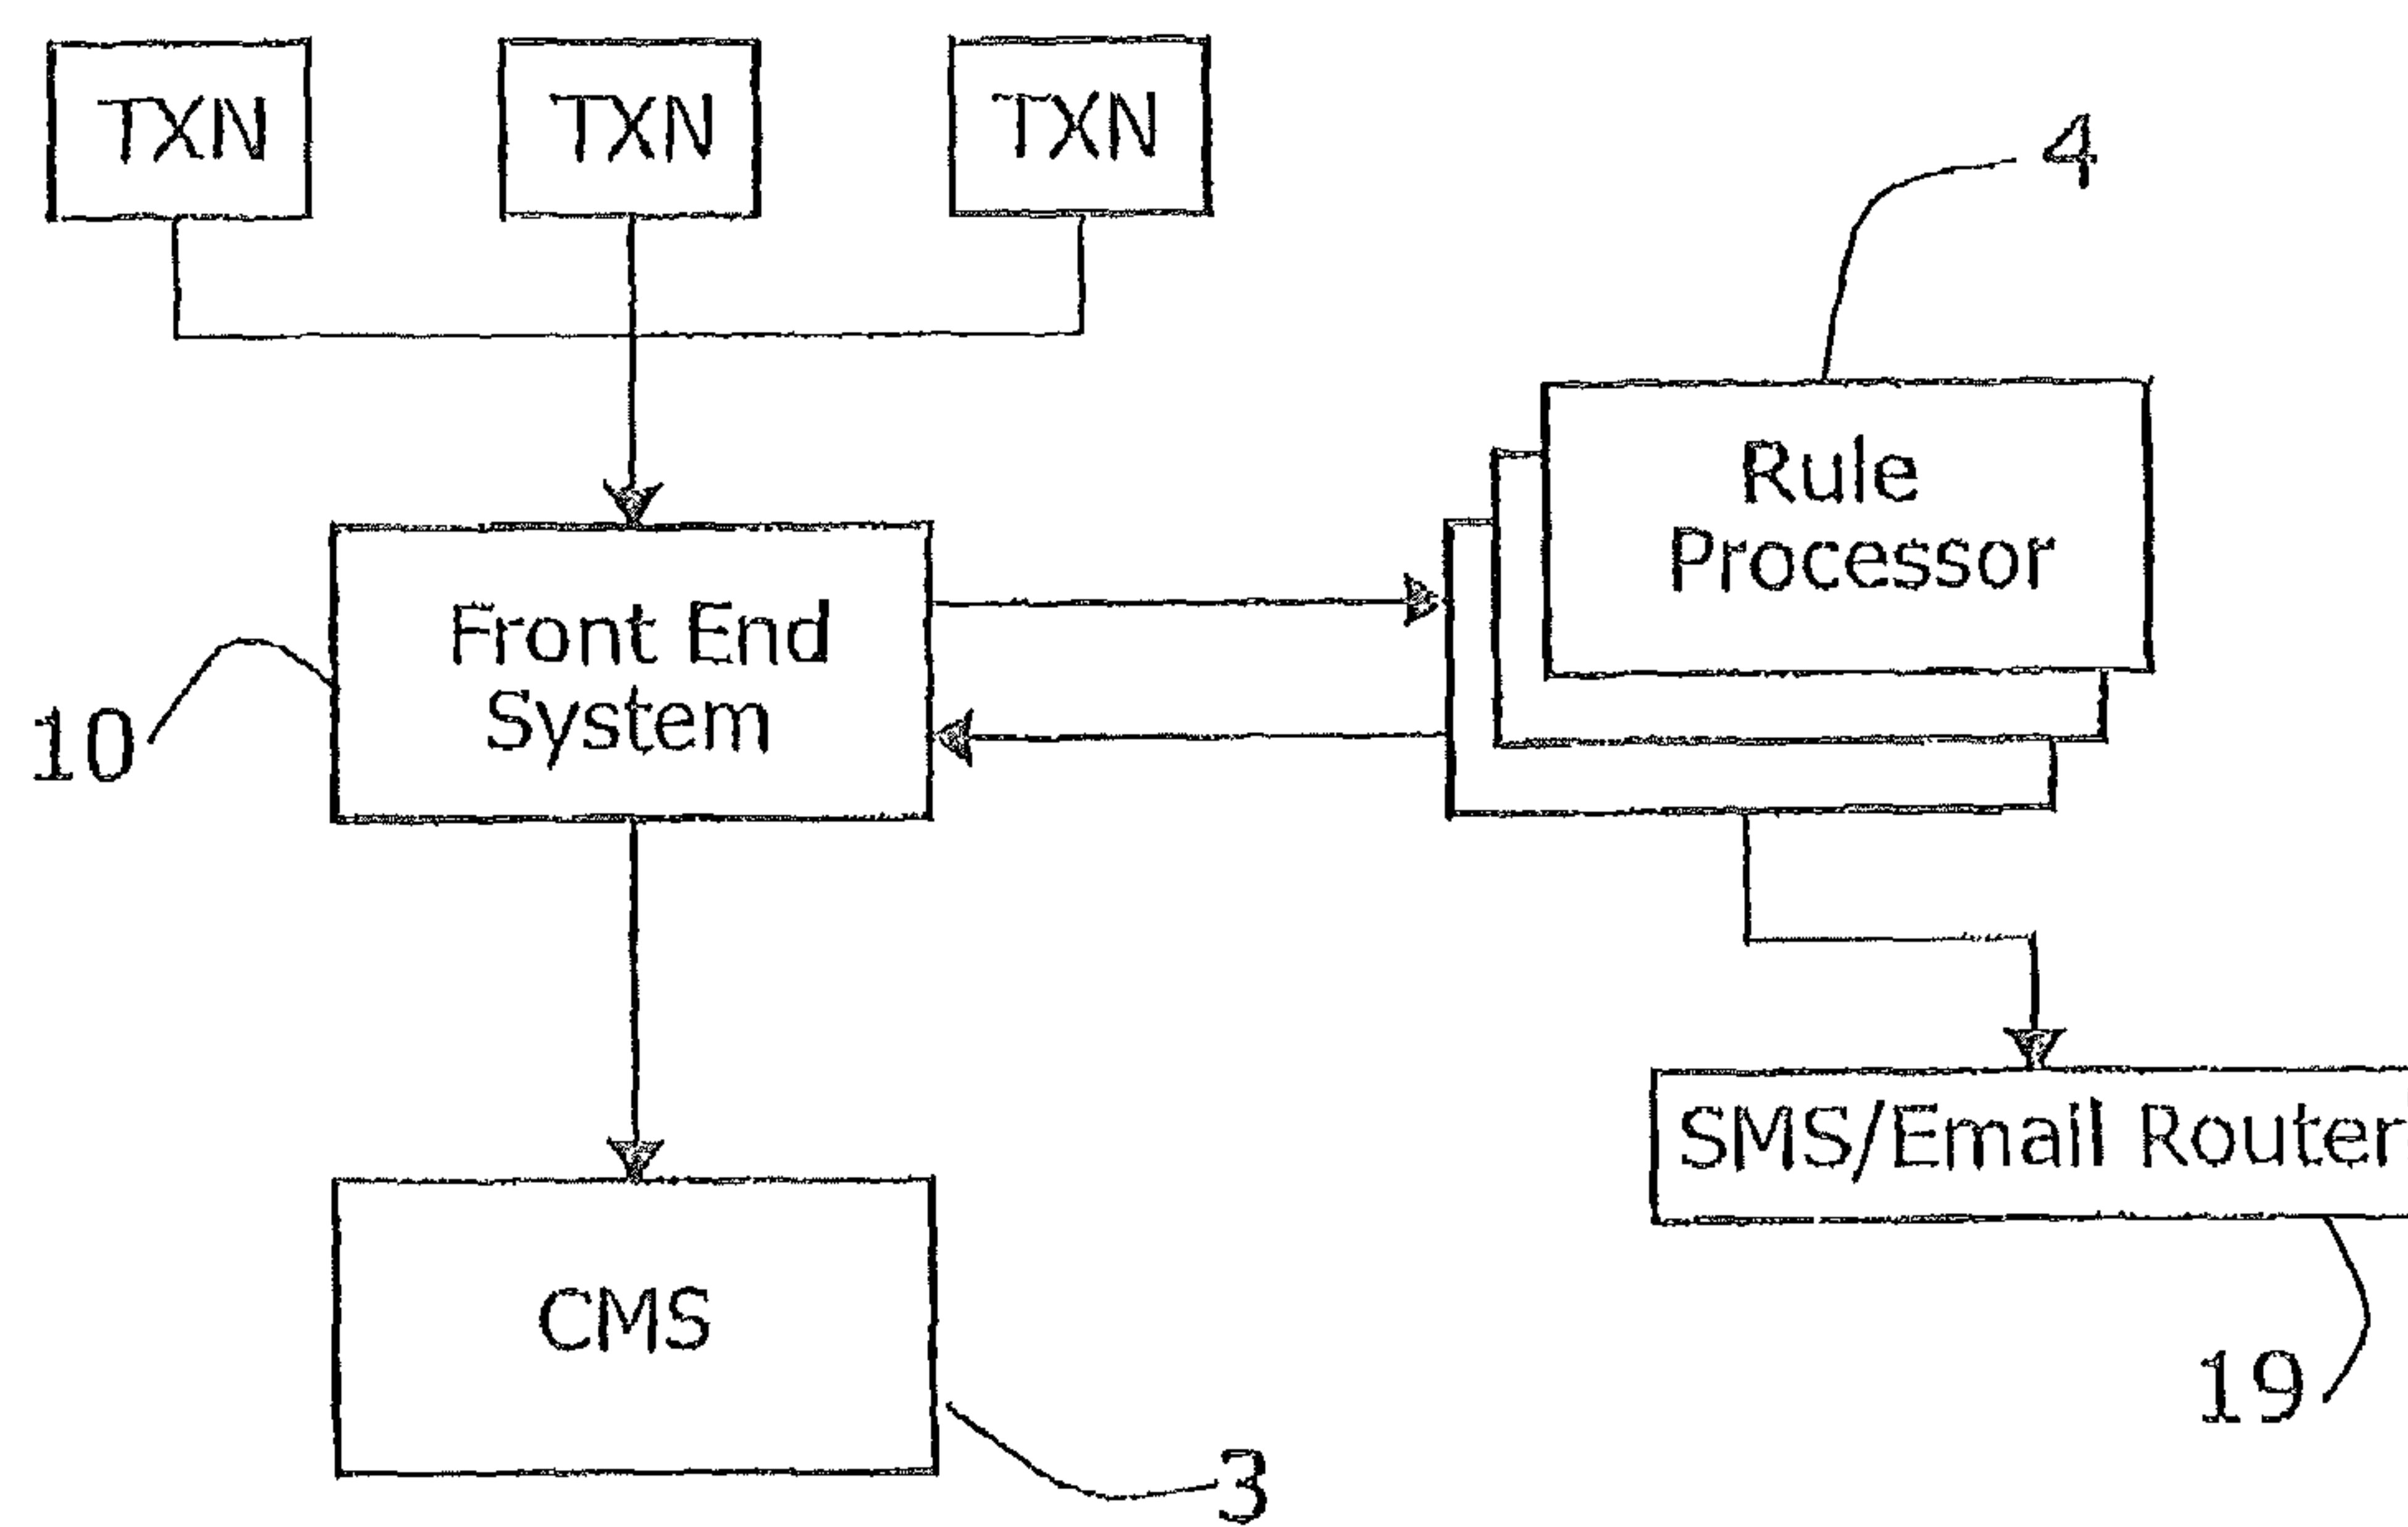 TXN TXN TXN
4
Rule
Processor
Front End
System
10
SMS/Email Router
CMS
19
3